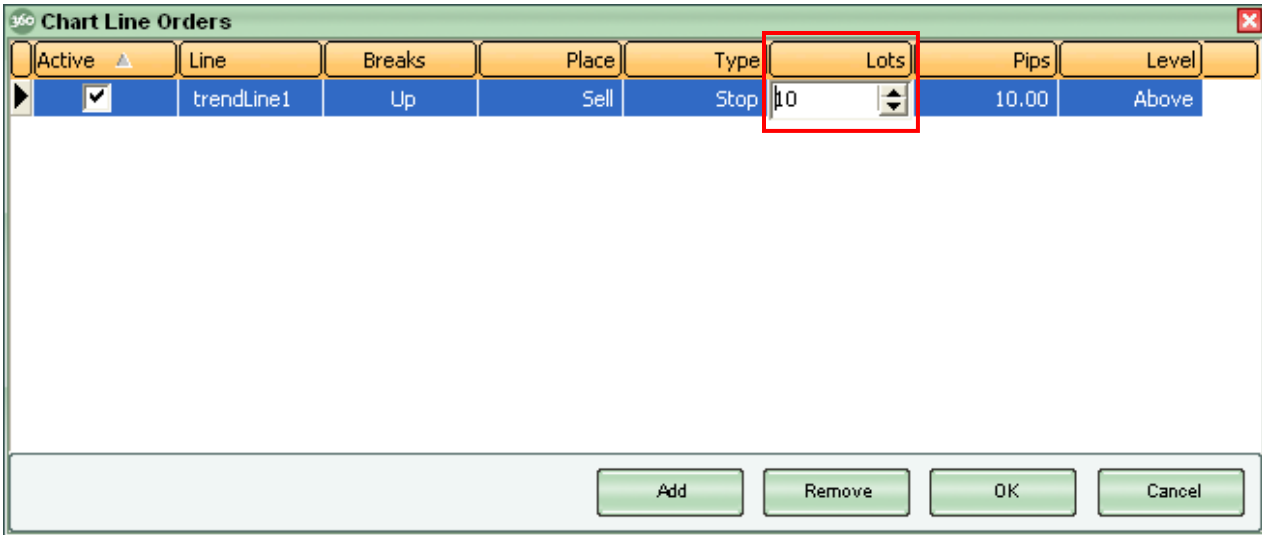 360 Chart Line Orders
Active Line Breaks Place Type Lots Pips Level
trendLine1 Up Sell Stop 10 10.00 Above
Add Remove OK Cancel